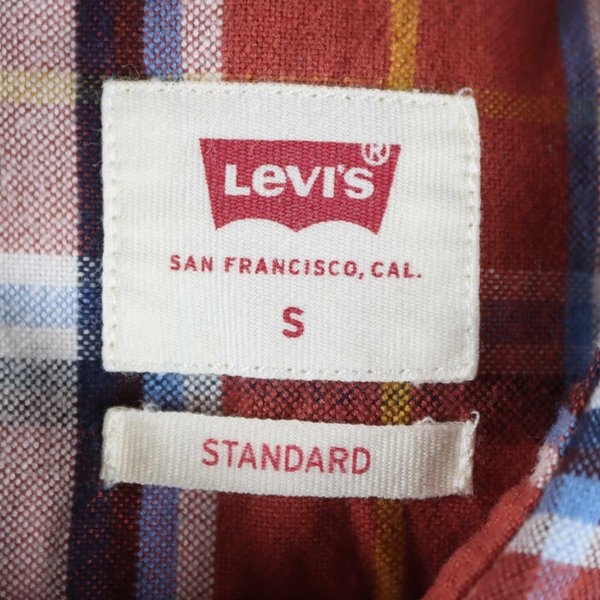 LEVI'S®
SAN FRANCISCO, CAL.
S
STANDARD